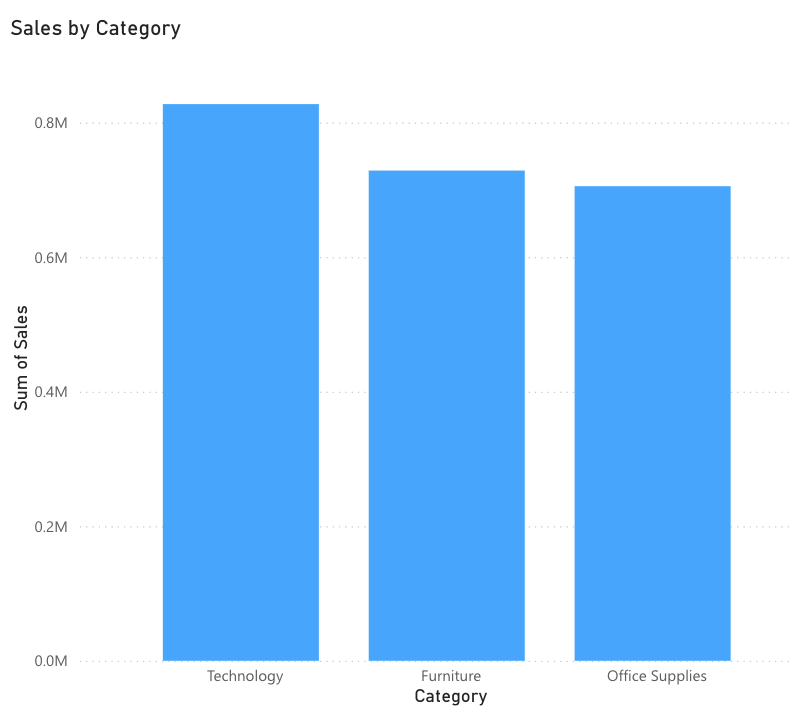 Sales by Category
0.8M
0.6M
0.4M
0.2M
0.0M
Sum of Sales
Technology
Furniture
Office Supplies
Category